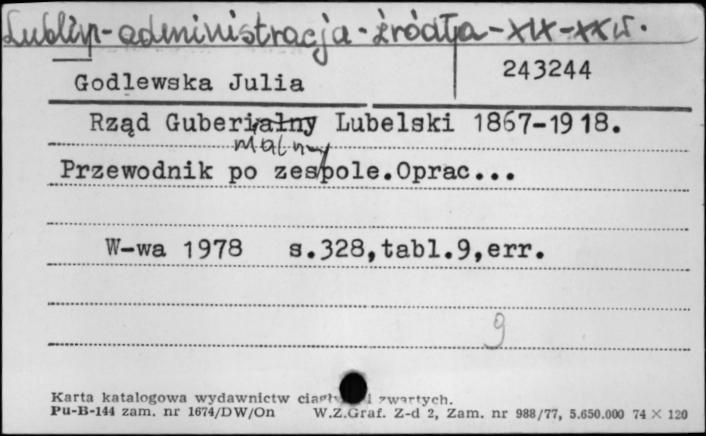 Lublin-administracja-źródła-XIX-XX w.
243244
Godlewska Julia
Rząd Guberialny Lubelski 1867-1918.
Przewodnik po zespole.Oprac...
W-wa 1978 s.328,tabl.9,err.
9
Karta katalogowa wydawnictw zwartych.
Pu-B-144 zam. nr 1674/DW/On W.Z.Graf. Z-d 2, Zam. nr 988/77, 5.650.000 74 × 120